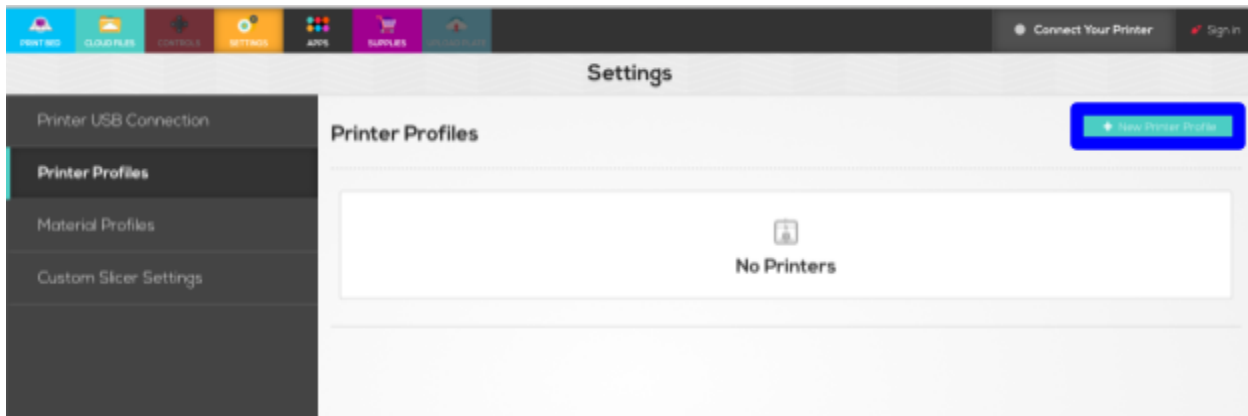 PRINT BED CLOUD FILES CONTROLS SETTINGS APPS SUPPLIES
Connect Your Printer Sign in
Settings
Printer USB Connection
Printer Profiles
Material Profiles
Custom Slicer Settings
Printer Profiles
New Printer Profile
No Printers